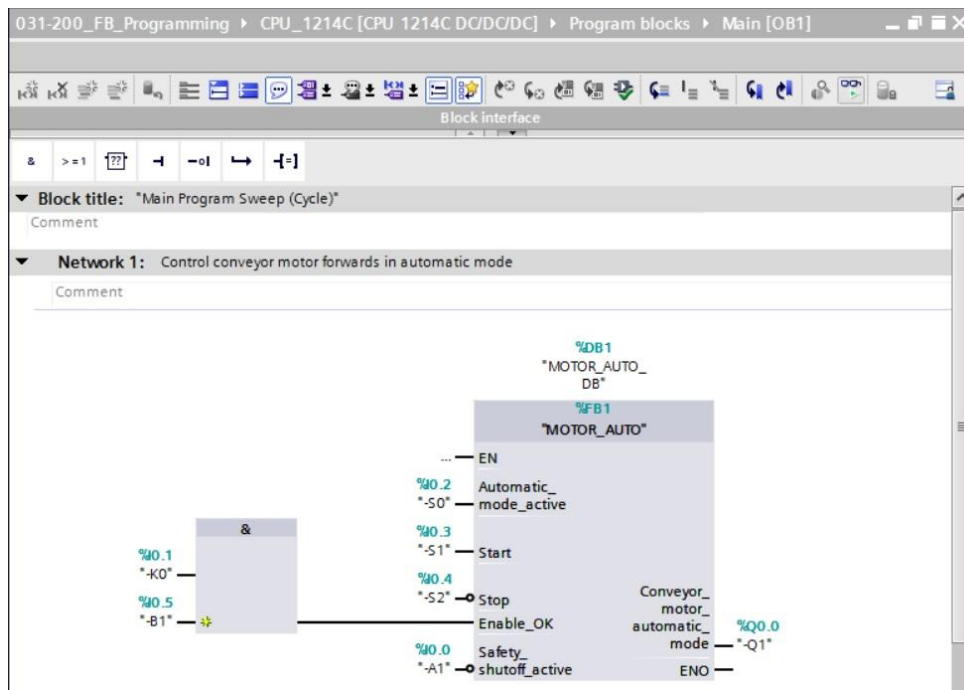 031-200_FB_Programming ▸ CPU_1214C [CPU 1214C DC/DC/DC] ▸ Program blocks ▸ Main [OB1]
Block interface
& >=1 ??
Block title: "Main Program Sweep (Cycle)"
Comment
Network 1: Control conveyor motor forwards in automatic mode
Comment
%DB1
"MOTOR_AUTO_
DB"
%FB1
"MOTOR_AUTO"
... EN
%I0.2
"-S0"
Automatic_
mode_active
%I0.3
"-S1"
Start
%I0.4
"-S2"
Stop
&
%I0.1
"-K0"
%I0.5
"-B1"
Enable_OK
%I0.0
"-A1"
Safety_
shutoff_active
Conveyor_
motor_
automatic_
mode
%Q0.0
"-Q1"
ENO